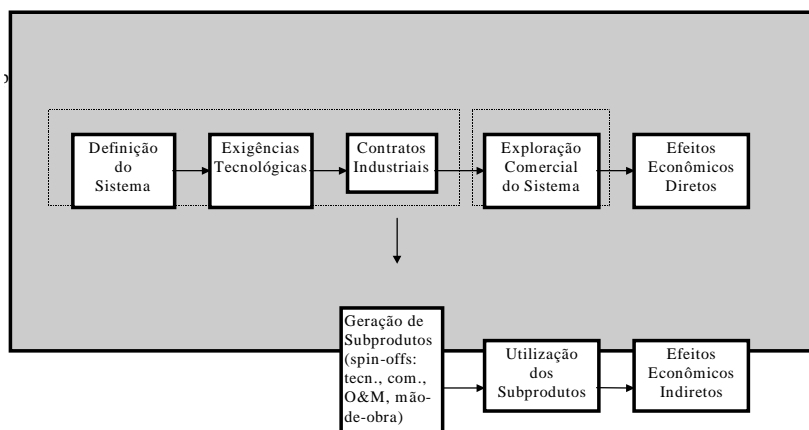 Definição
do
Sistema
Exigências
Tecnológicas
Contratos
Industriais
Exploração
Comercial
do Sistema
Efeitos
Econômicos
Diretos
Geração de
Subprodutos
(spin-offs:
tecn., com.,
O&M, mão-
de-obra)
Utilização
dos
Subprodutos
Efeitos
Econômicos
Indiretos